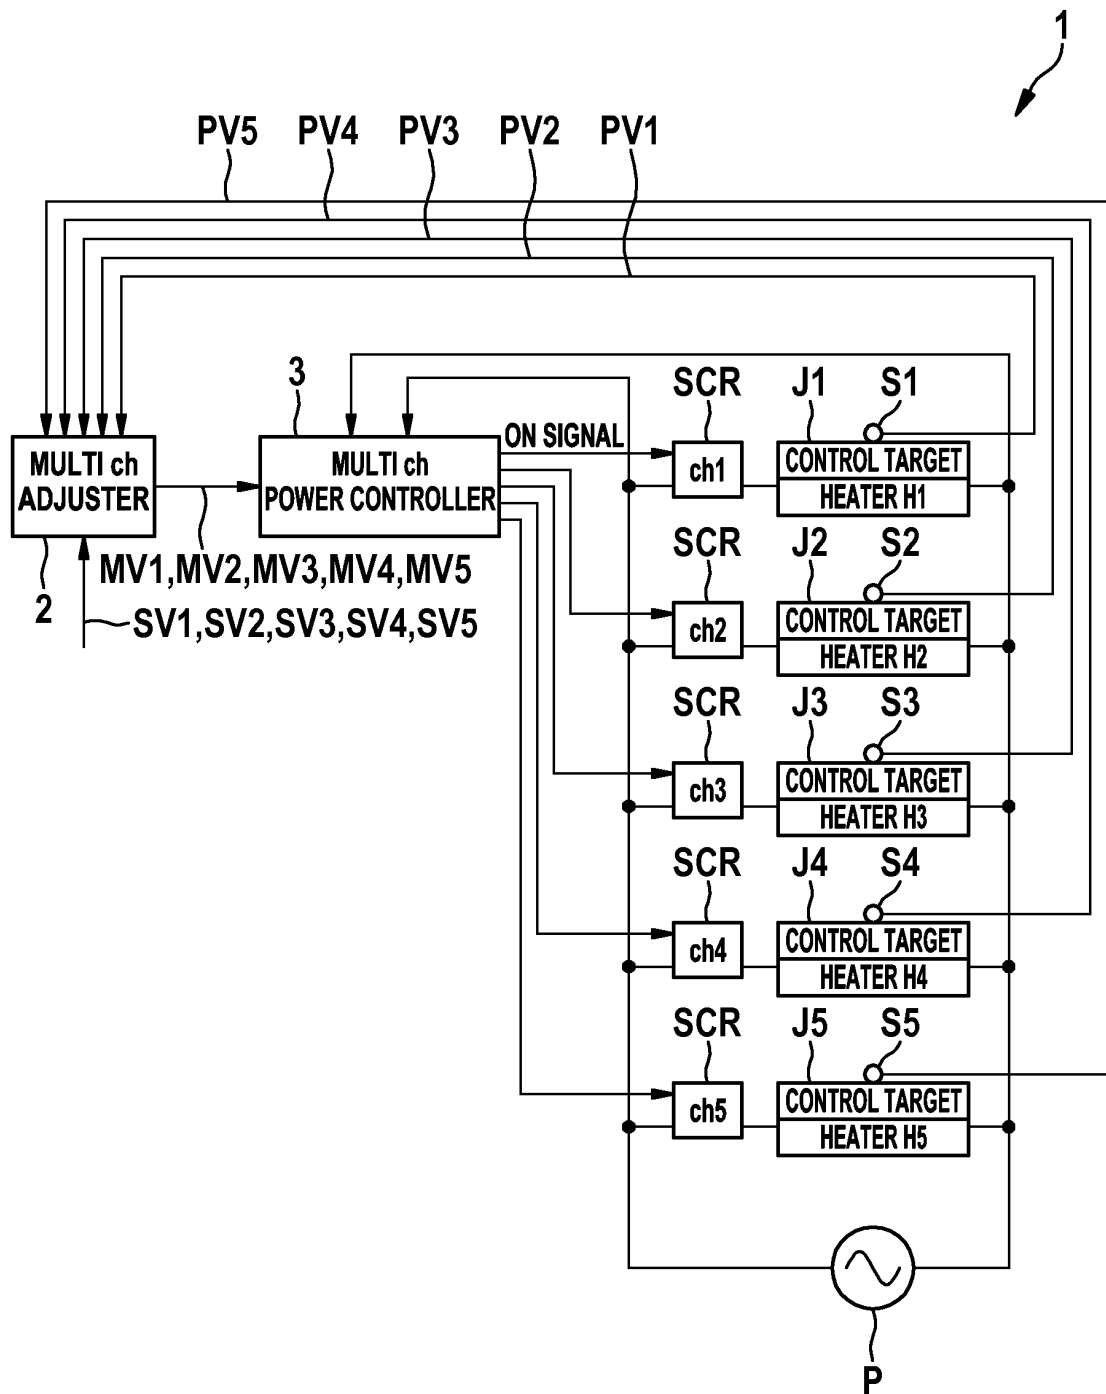 1
PV5 PV4 PV3 PV2 PV1
3
SCR J1 S1
ON SIGNAL
MULTI ch
ADJUSTER
MULTI ch
POWER CONTROLLER
ch1
CONTROL TARGET
HEATER H1
2
MV1,MV2,MV3,MV4,MV5
SV1,SV2,SV3,SV4,SV5
SCR J2 S2
ch2
CONTROL TARGET
HEATER H2
SCR J3 S3
ch3
CONTROL TARGET
HEATER H3
SCR J4 S4
ch4
CONTROL TARGET
HEATER H4
SCR J5 S5
ch5
CONTROL TARGET
HEATER H5
P